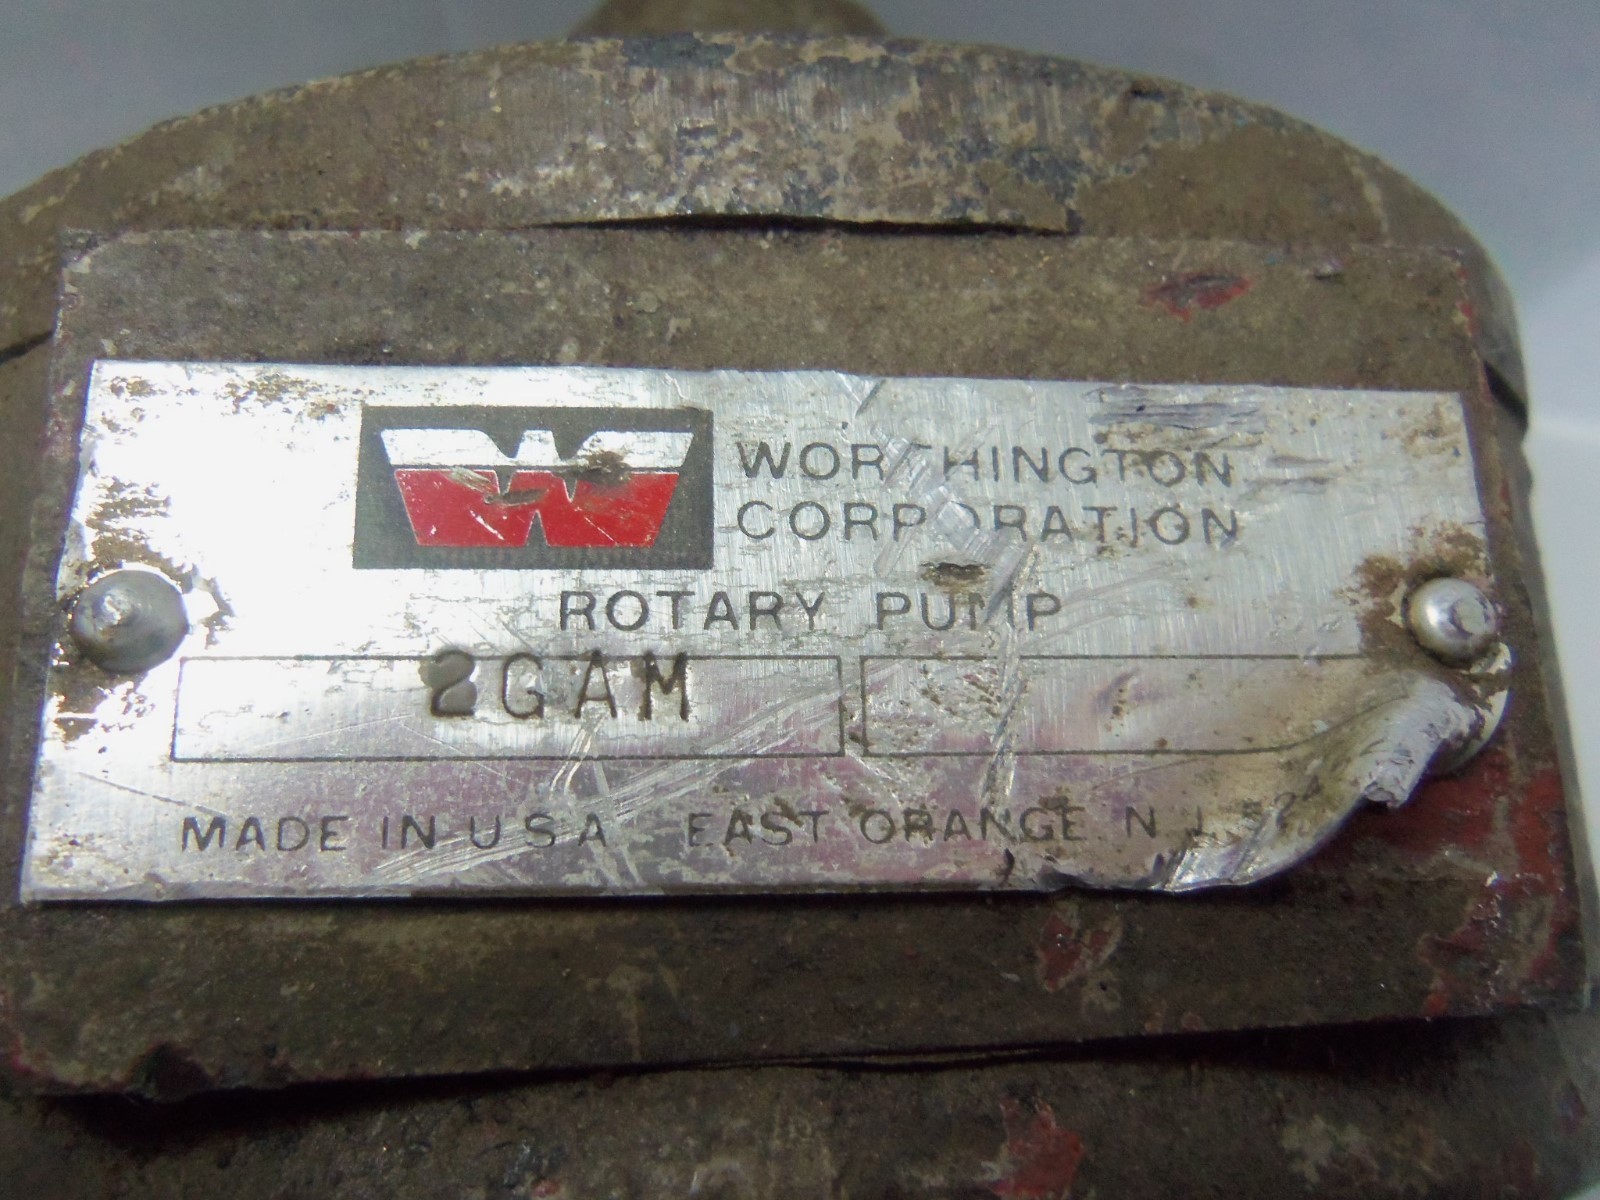 W WORTHINGTON
CORPORATION
ROTARY PUMP
2GAM
MADE IN U S A EAST ORANGE N J